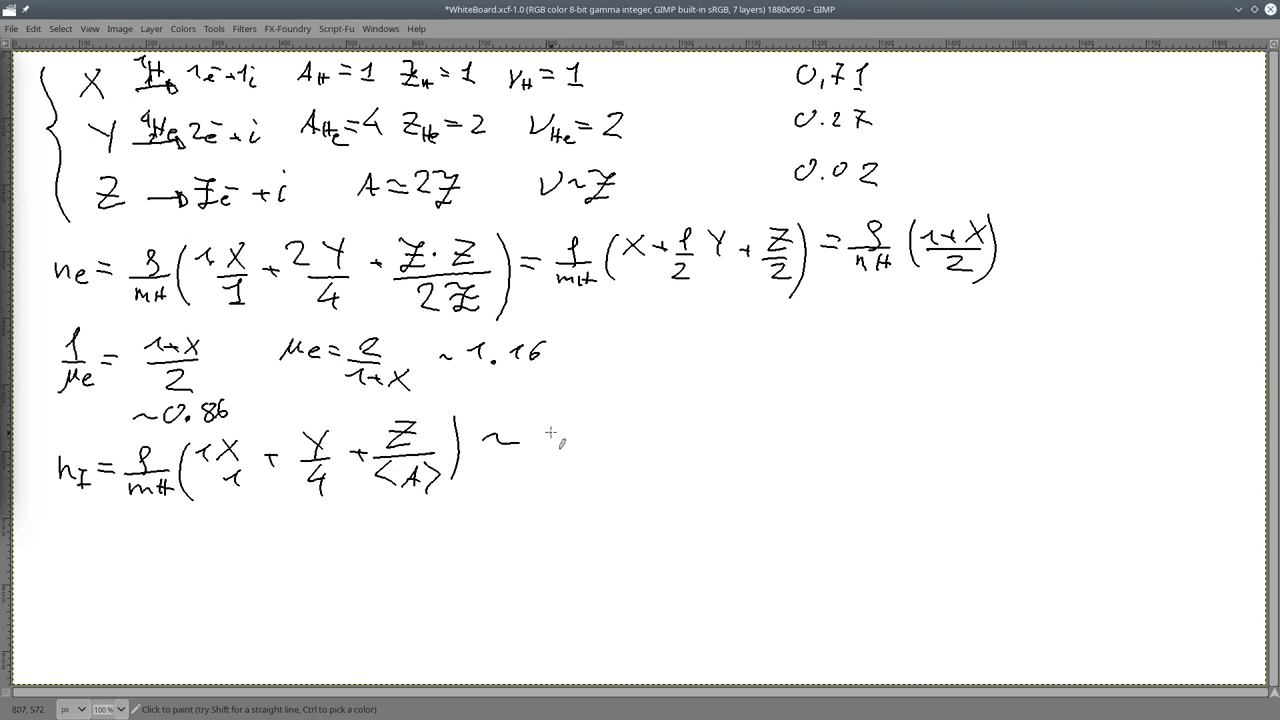 *WhiteBoard.xcf-1.0 (RGB color 8-bit gamma integer, GIMP built-in sRGB, 7 layers) 1880x950 – GIMP
File Edit Select View Image Layer Colors Tools Filters FX-Foundry Script-Fu Windows Help
X ¹H → 1e⁻+1i A_H = 1 Z_H = 1 ν_H = 1 0,71
Y ⁴He → 2e⁻+i A_He = 4 Z_He = 2 ν_He = 2 0.27
Z → Ze⁻+i A ≃ 2Z ν ~ Z 0.02
n_e = ρ/m_H (1X/1 + 2Y/4 + Z·Z/2Z) = ρ/m_H (X + 1/2 Y + Z/2) = ρ/m_H (1+X/2)
1/μ_e = 1+X/2 μ_e = 2/1+X ~ 1.16
~0.86
n_I = ρ/m_H (1X/1 + Y/4 + Z/⟨A⟩) ~
807, 572 px 100% Click to paint (try Shift for a straight line, Ctrl to pick a color)